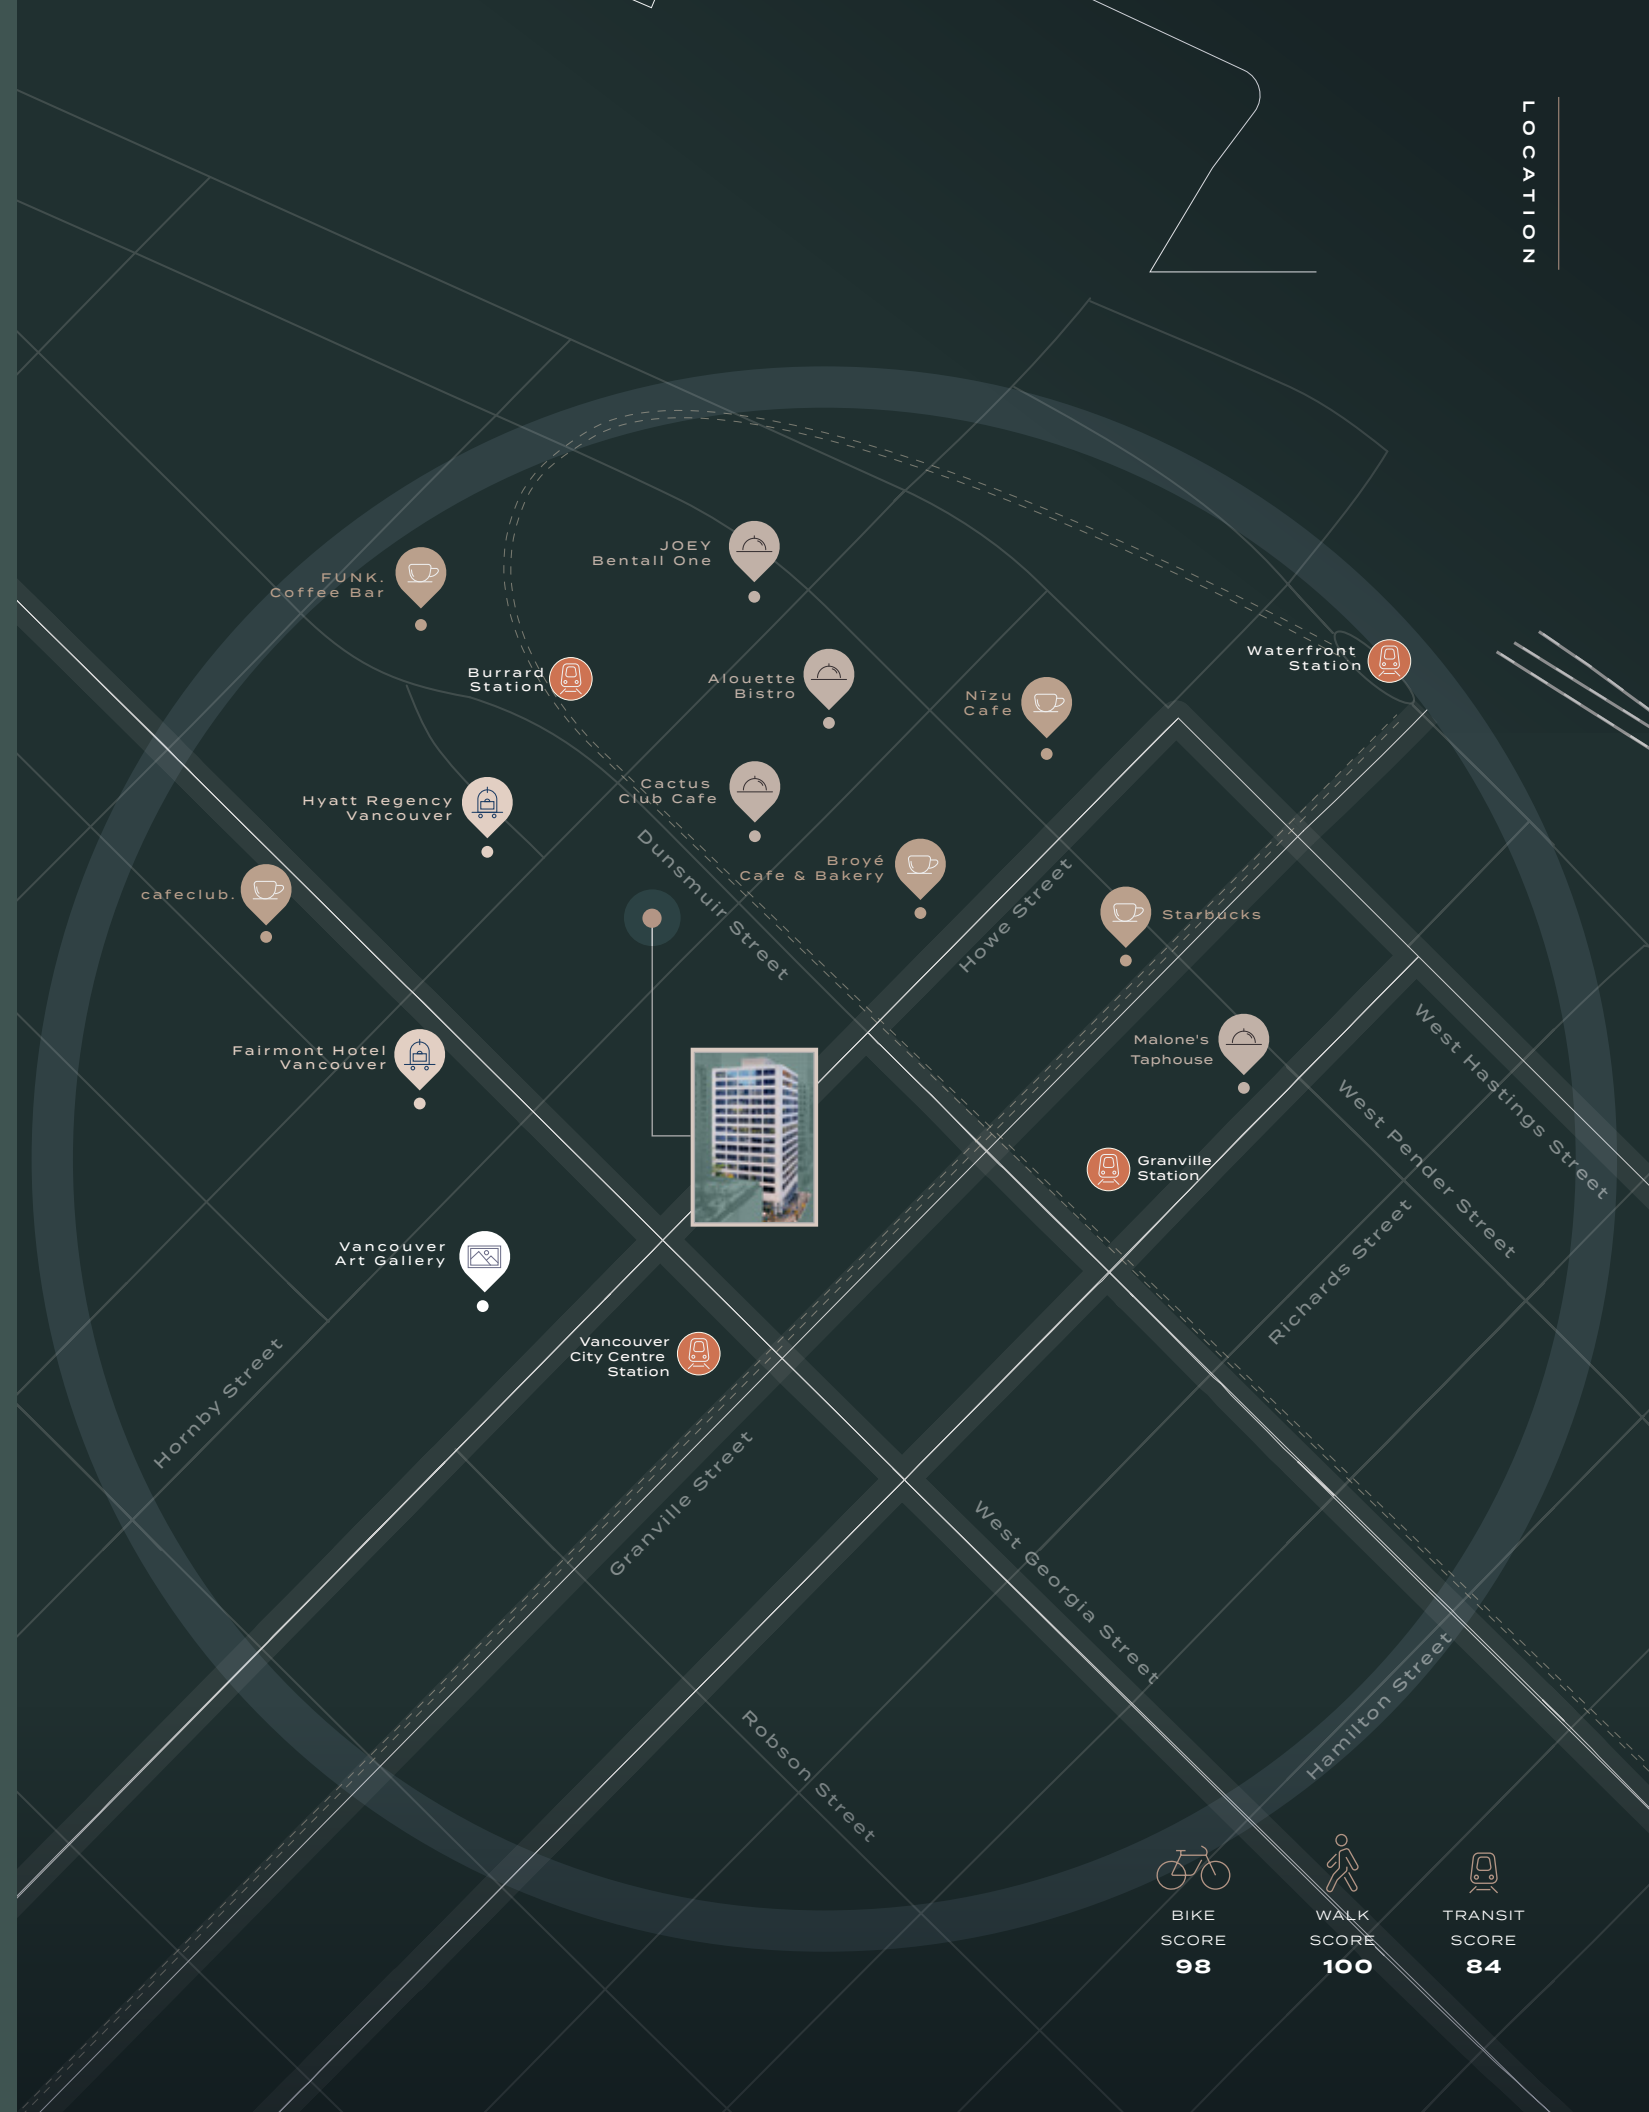 LOCATION
JOEY
Bentall One
FUNK.
Coffee Bar
Waterfront
Station
Burrard
Station
Alouette
Bistro
Nīzu
Cafe
Cactus
Club Cafe
Hyatt Regency
Vancouver
Dunsmuir Street
Broyé
Cafe & Bakery
Howe Street
cafeclub.
Starbucks
Fairmont Hotel
Vancouver
Malone's
Taphouse
West Hastings Street
West Pender Street
Granville
Station
Richards Street
Vancouver
Art Gallery
Vancouver
City Centre
Station
Hornby Street
Granville Street
West Georgia Street
Hamilton Street
Robson Street
BIKE
SCORE
98
WALK
SCORE
100
TRANSIT
SCORE
84